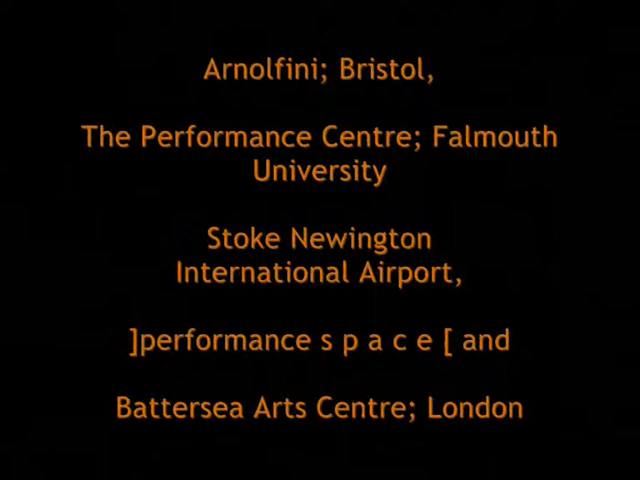 Arnolfini; Bristol,
The Performance Centre; Falmouth
University
Stoke Newington
International Airport,
]performance s p a c e [ and
Battersea Arts Centre; London